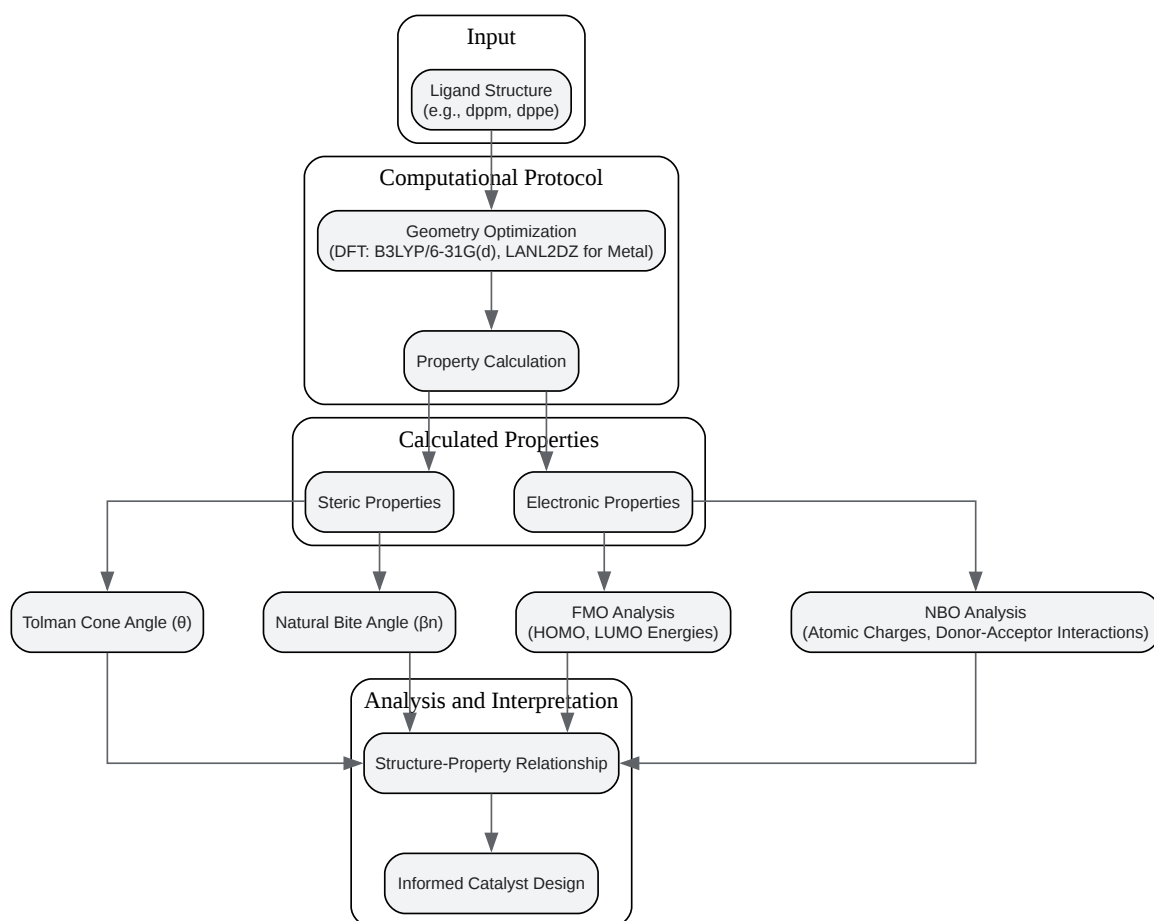 Input
Ligand Structure
(e.g., dppm, dppe)
Computational Protocol
Geometry Optimization
(DFT: B3LYP/6-31G(d), LANL2DZ for Metal)
Property Calculation
Calculated Properties
Steric Properties
Electronic Properties
Tolman Cone Angle (θ)
Natural Bite Angle (βn)
FMO Analysis
(HOMO, LUMO Energies)
NBO Analysis
(Atomic Charges, Donor-Acceptor Interactions)
Analysis and Interpretation
Structure-Property Relationship
Informed Catalyst Design